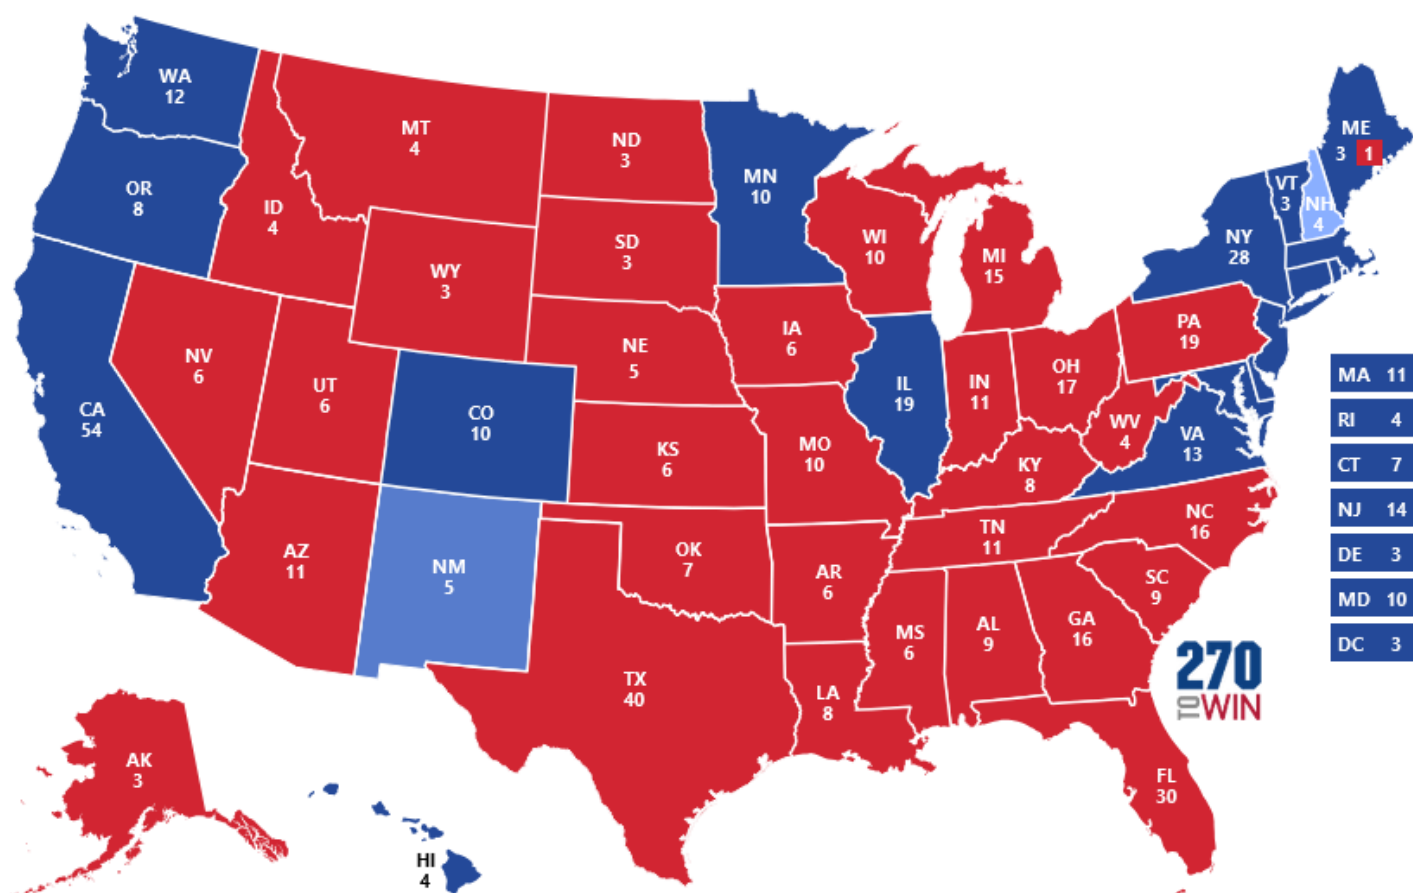 WA
12
OR
8
CA
54
NV
6
ID
4
MT
4
WY
3
UT
6
AZ
11
CO
10
NM
5
ND
3
SD
3
NE
5
KS
6
OK
7
TX
40
MN
10
IA
6
MO
10
AR
6
LA
8
WI
10
IL
19
MI
15
IN
11
OH
17
KY
8
TN
11
MS
6
AL
9
GA
16
FL
30
SC
9
NC
16
VA
13
WV
4
PA
19
NY
28
VT
3
NH
4
ME
3 1
MA 11
RI 4
CT 7
NJ 14
DE 3
MD 10
DC 3
270
TO WIN
AK
3
HI
4